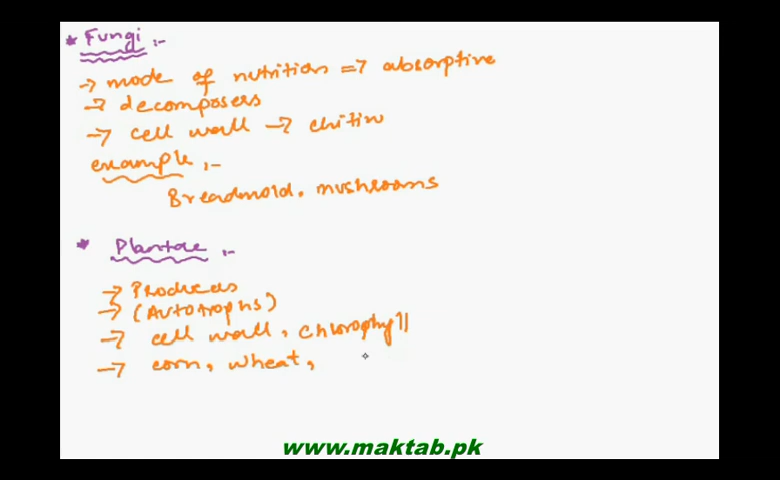 * Fungi :-
→ mode of nutrition => absorptive
→ decomposers
→ cell wall → chitin
example :-
Breadmold, mushrooms
* Plantae :-
→ Producers
→ (Autotrophs)
→ cell wall, chlorophyll
→ corn, wheat,
www.maktab.pk